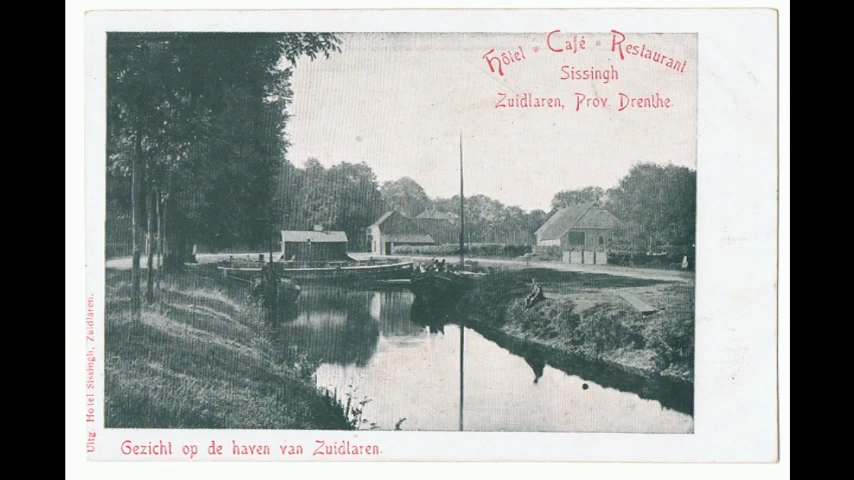 Hôtel * Café * Restaurant
Sissingh
Zuidlaren, Prov. Drenthe.
Uitg. Hotel Sissingh, Zuidlaren.
Gezicht op de haven van Zuidlaren.